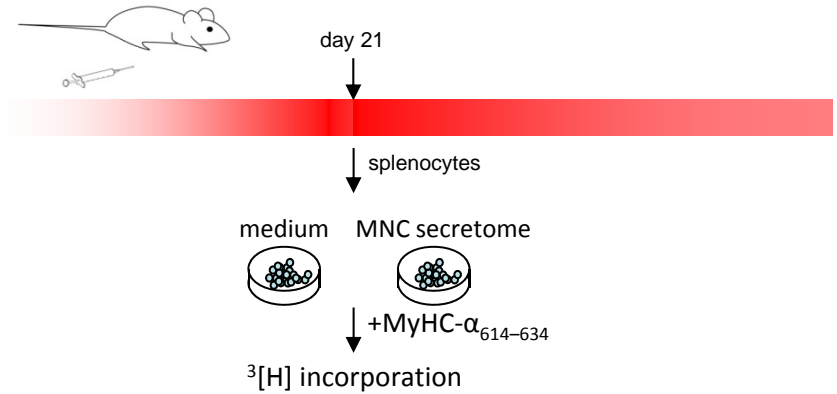 day 21
splenocytes
medium MNC secretome
+MyHC-α614–634
3[H] incorporation